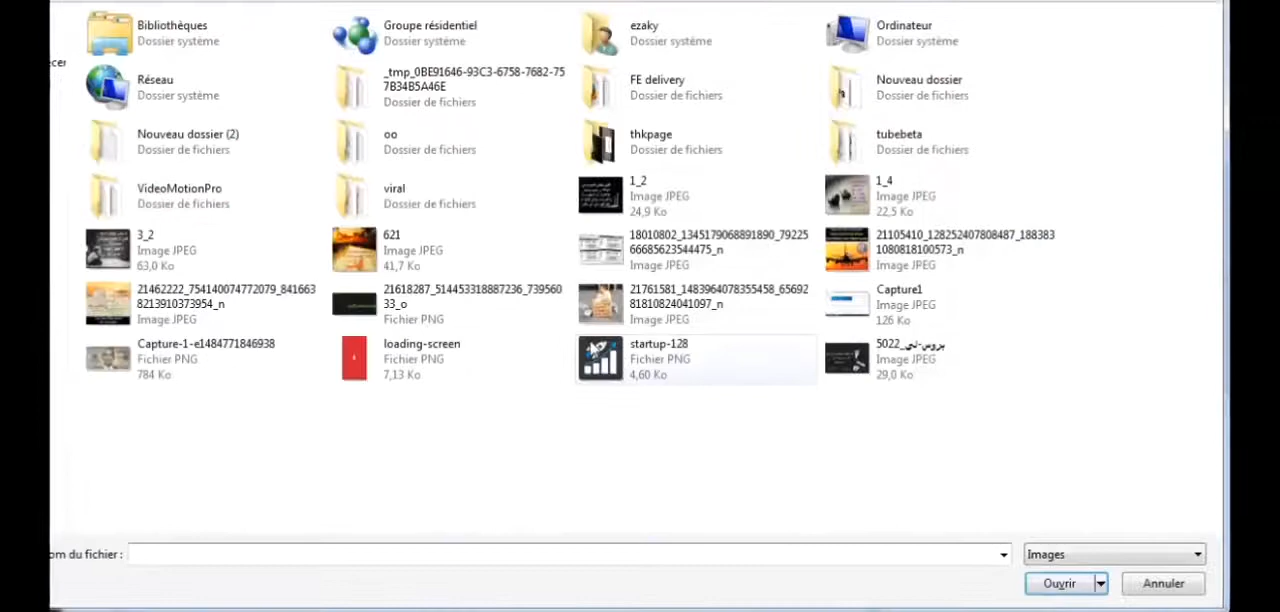 Bibliothèques
Dossier système
Groupe résidentiel
Dossier système
ezaky
Dossier système
Ordinateur
Dossier système
Réseau
Dossier système
_tmp_0BE91646-93C3-6758-7682-75
7B34B5A46E
Dossier de fichiers
FE delivery
Dossier de fichiers
Nouveau dossier
Dossier de fichiers
Nouveau dossier (2)
Dossier de fichiers
oo
Dossier de fichiers
thkpage
Dossier de fichiers
tubebeta
Dossier de fichiers
VideoMotionPro
Dossier de fichiers
viral
Dossier de fichiers
1_2
Image JPEG
24,9 Ko
1_4
Image JPEG
22,5 Ko
3_2
Image JPEG
63,0 Ko
621
Image JPEG
41,7 Ko
18010802_1345179068891890_79225
66685623544475_n
Image JPEG
21105410_128252407808487_188383
1080818100573_n
Image JPEG
21462222_754140074772079_841663
8213910373954_n
Image JPEG
21618287_514453318887236_739560
33_o
Fichier PNG
21761581_1483964078355458_65692
81810824041097_n
Image JPEG
Capture1
Image JPEG
126 Ko
Capture-1-e1484771846938
Fichier PNG
784 Ko
loading-screen
Fichier PNG
7,13 Ko
startup-128
Fichier PNG
4,60 Ko
بروس-لي_5022
Image JPEG
29,0 Ko
om du fichier :
Images
Ouvrir
Annuler